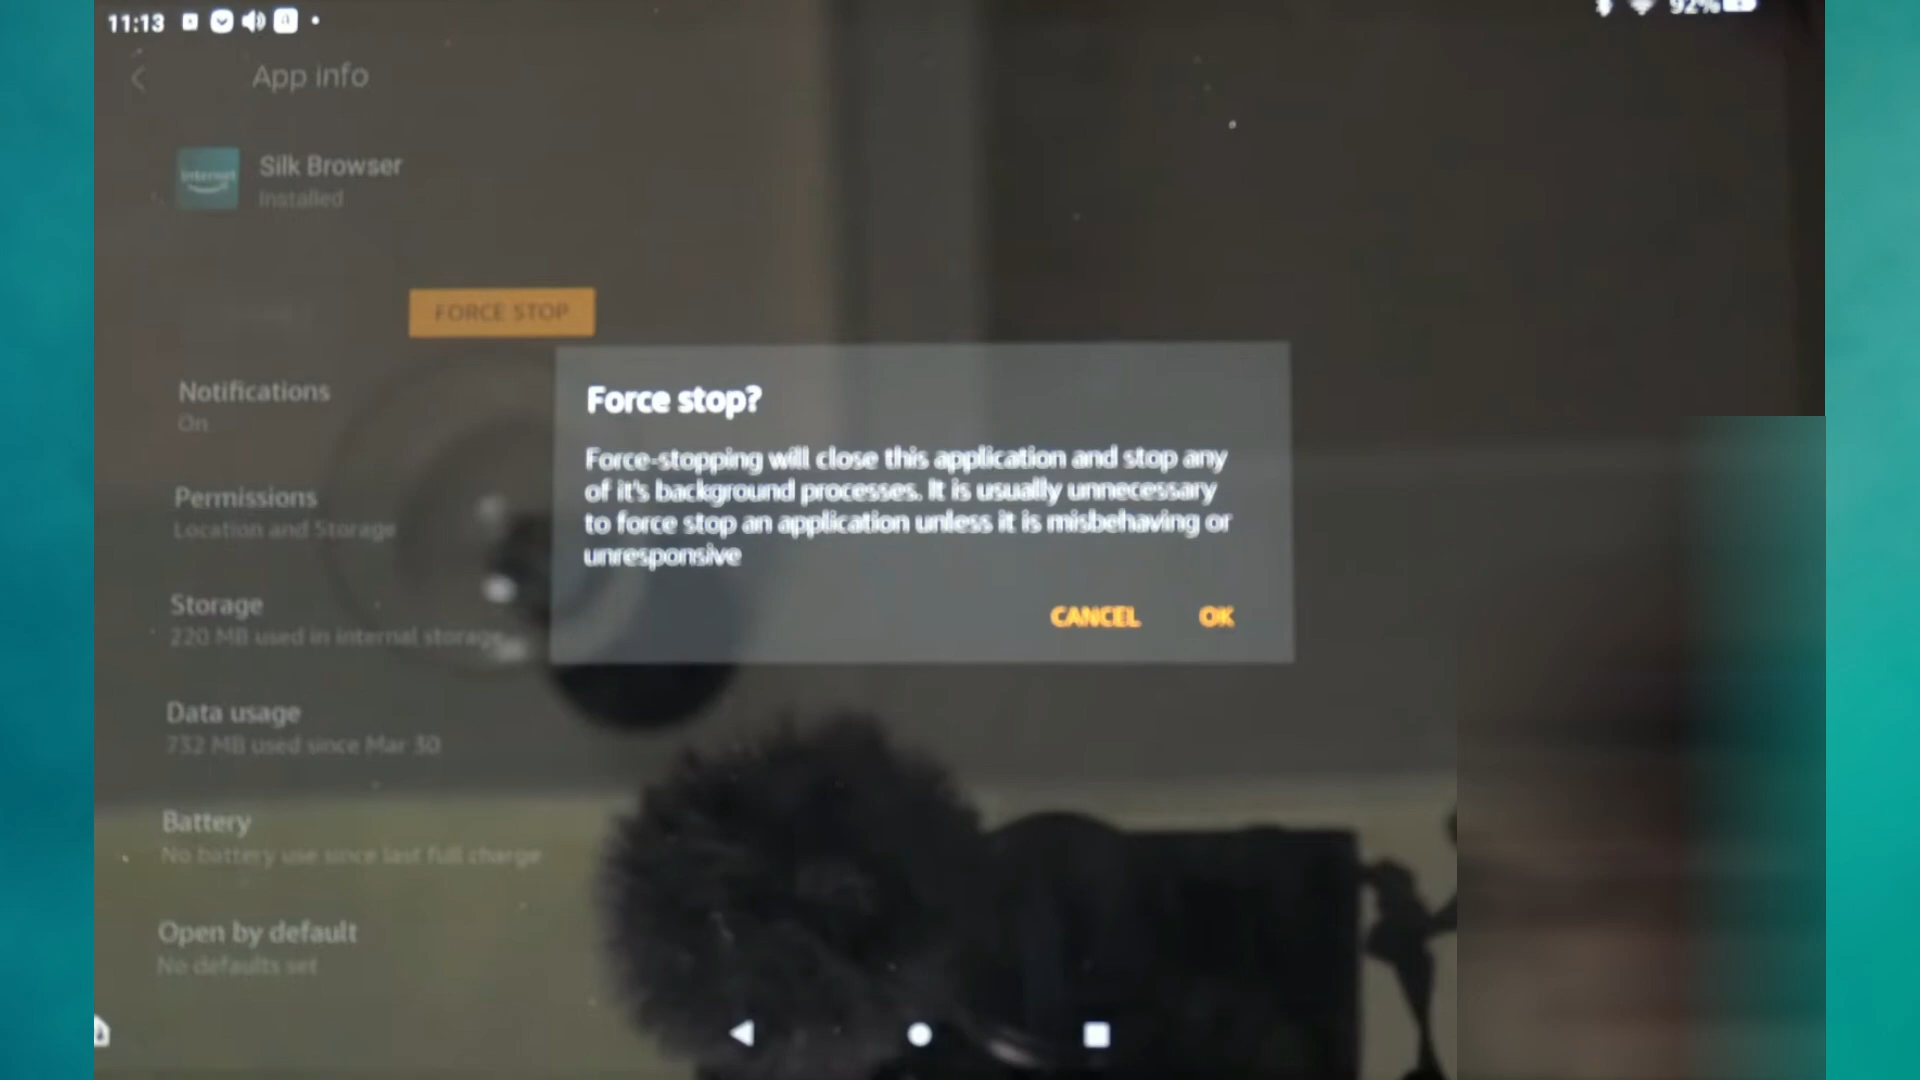 11:13
92%
App info
Silk Browser
Installed
internet
FORCE STOP
Force stop?
Force-stopping will close this application and stop any
of it's background processes. It is usually unnecessary
to force stop an application unless it is misbehaving or
unresponsive
CANCEL
OK
Notifications
On
Permissions
Location and Storage
Storage
220 MB used in internal storage
Data usage
732 MB used since Mar 30
Battery
No battery use since last full charge
Open by default
No defaults set